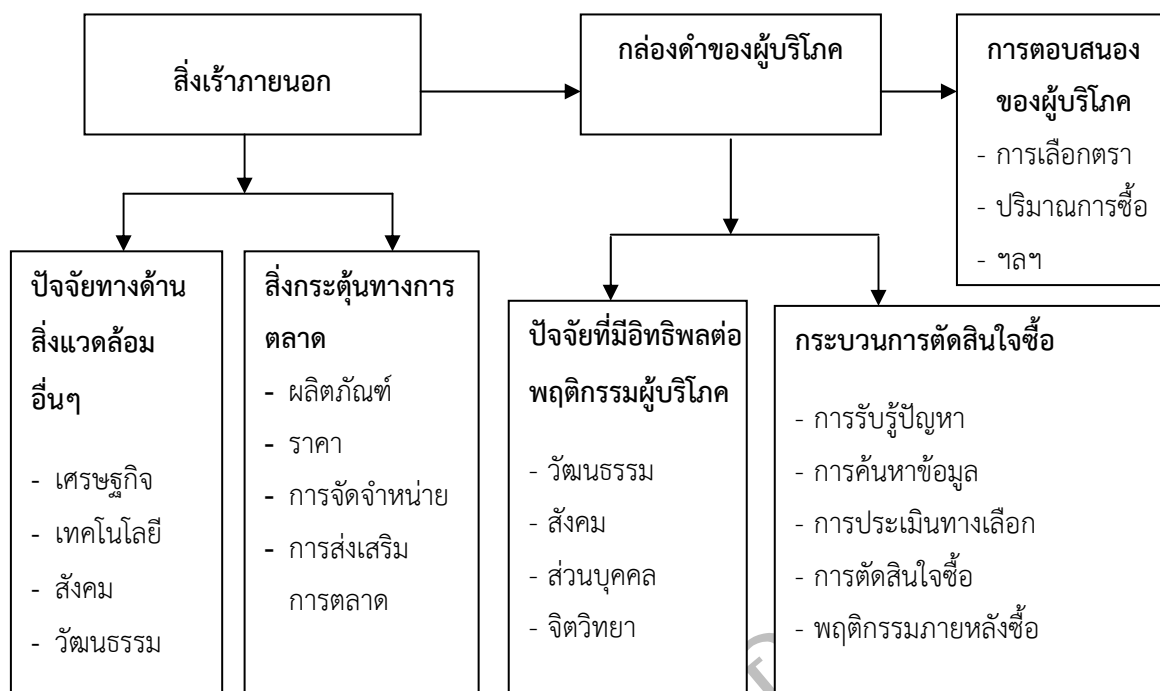 สิ่งเร้าภายนอก
กล่องดำของผู้บริโภค
การตอบสนอง
ของผู้บริโภค
- การเลือกตรา
- ปริมาณการซื้อ
- ฯลฯ
ปัจจัยทางด้าน
สิ่งแวดล้อม
อื่นๆ
- เศรษฐกิจ
- เทคโนโลยี
- สังคม
- วัฒนธรรม
สิ่งกระตุ้นทางการ
ตลาด
- ผลิตภัณฑ์
- ราคา
- การจัดจำหน่าย
- การส่งเสริม
การตลาด
ปัจจัยที่มีอิทธิพลต่อ
พฤติกรรมผู้บริโภค
- วัฒนธรรม
- สังคม
- ส่วนบุคคล
- จิตวิทยา
กระบวนการตัดสินใจซื้อ
- การรับรู้ปัญหา
- การค้นหาข้อมูล
- การประเมินทางเลือก
- การตัดสินใจซื้อ
- พฤติกรรมภายหลังซื้อ